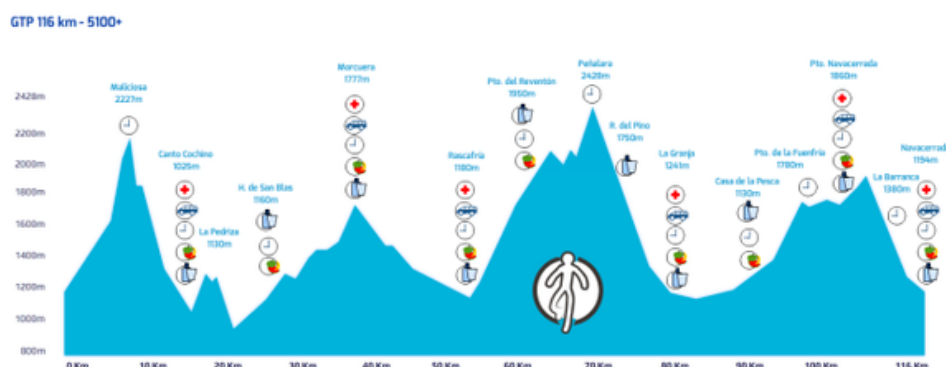 GTP 116 km - 5100+
Morcuera
1777m
Peñalara
2428m
Pto. Navacerrada
1860m
Maliciosa
2227m
Pto. del Reventón
1950m
2428m
2200m
2000m
1800m
1600m
1400m
1200m
1000m
800m
R. del Pino
1750m
Canto Cochino
1025m
Rascafría
1180m
La Granja
1241m
Pto. de la Fuenfría
1780m
Navacerrad
1194m
H. de San Blas
1160m
Casa de la Pesca
1130m
La Barranca
1380m
La Pedriza
1130m
0 Km
10 Km
20 Km
30 Km
40 Km
50 Km
60 Km
70 Km
80 Km
90 Km
100 Km
116 Km